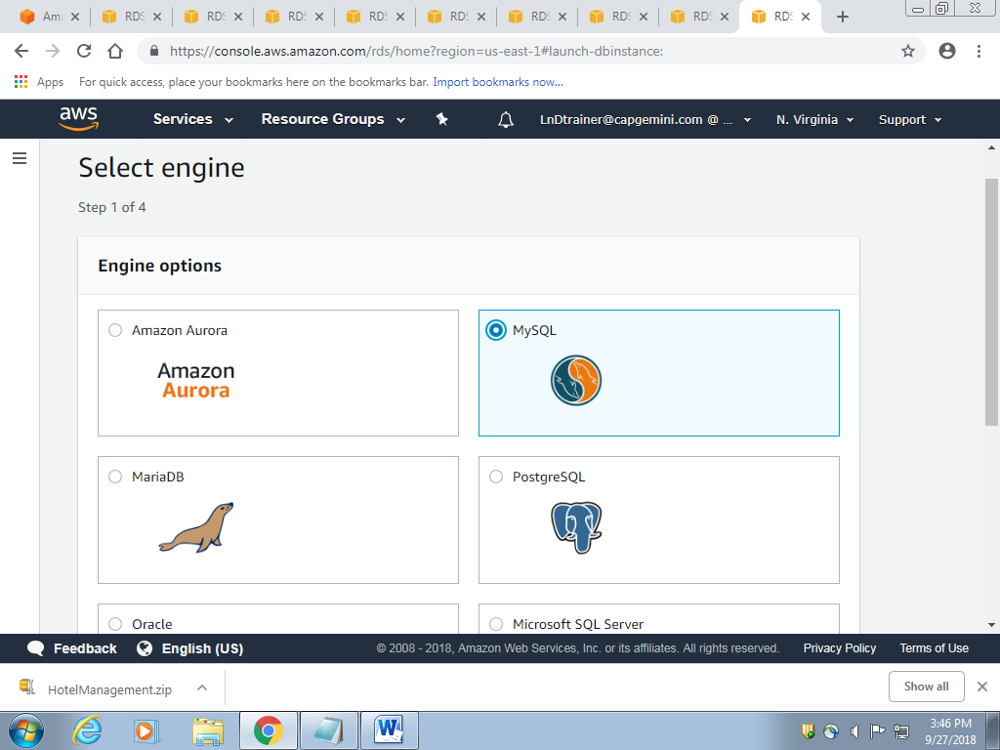 Ama
RDS
RDS
RDS
RDS
RDS
RDS
RDS
RDS
RDS
https://console.aws.amazon.com/rds/home?region=us-east-1#launch-dbinstance:
Apps For quick access, place your bookmarks here on the bookmarks bar. Import bookmarks now...
aws Services Resource Groups LnDtrainer@capgemini.com @ ... N. Virginia Support
Select engine
Step 1 of 4
Engine options
Amazon Aurora
Amazon
Aurora
MySQL
MariaDB
PostgreSQL
Oracle
Microsoft SQL Server
Feedback English (US) © 2008 - 2018, Amazon Web Services, Inc. or its affiliates. All rights reserved. Privacy Policy Terms of Use
HotelManagement.zip Show all
3:46 PM
9/27/2018